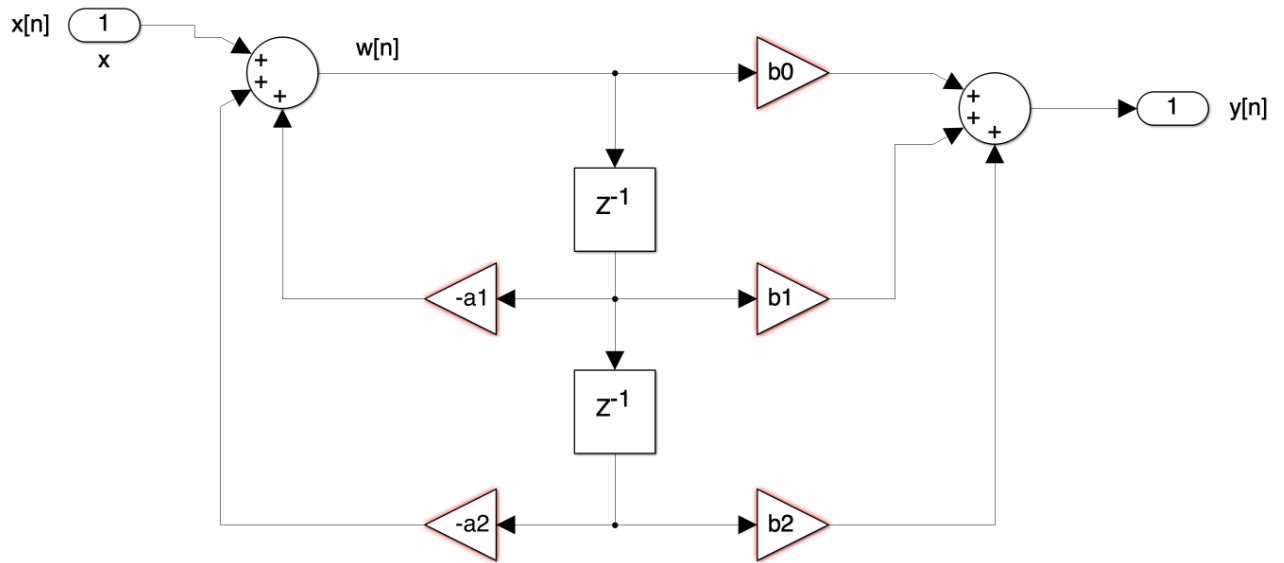 x[n]
1
x
+
+
+
w[n]
b0
+
+
+
1
y[n]
Z-1
-a1
b1
Z-1
-a2
b2